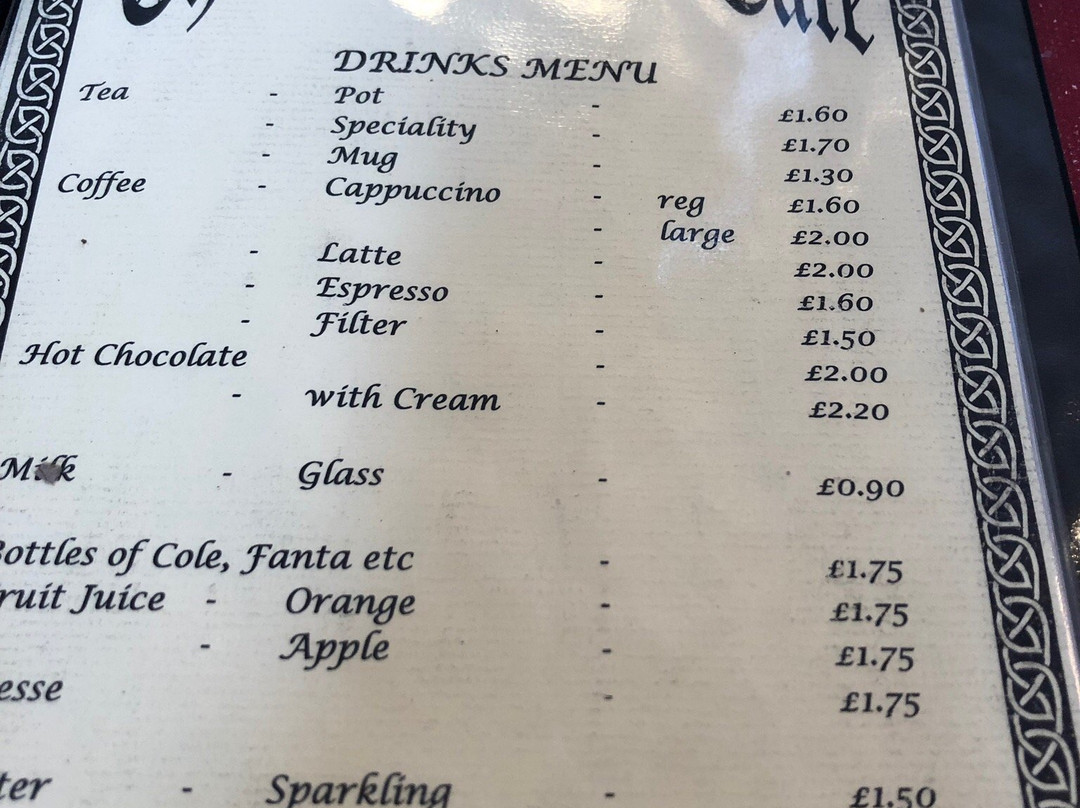 DRINKS MENU
Tea - Pot - £1.60
- Speciality - £1.70
- Mug - £1.30
Coffee - Cappuccino - reg £1.60
- large £2.00
- Latte - £2.00
- Espresso - £1.60
- Filter - £1.50
Hot Chocolate - £2.00
- with Cream - £2.20
Milk - Glass - £0.90
Bottles of Cole, Fanta etc - £1.75
ruit Juice - Orange - £1.75
- Apple - £1.75
esse - £1.75
ter - Sparkling - £1.50